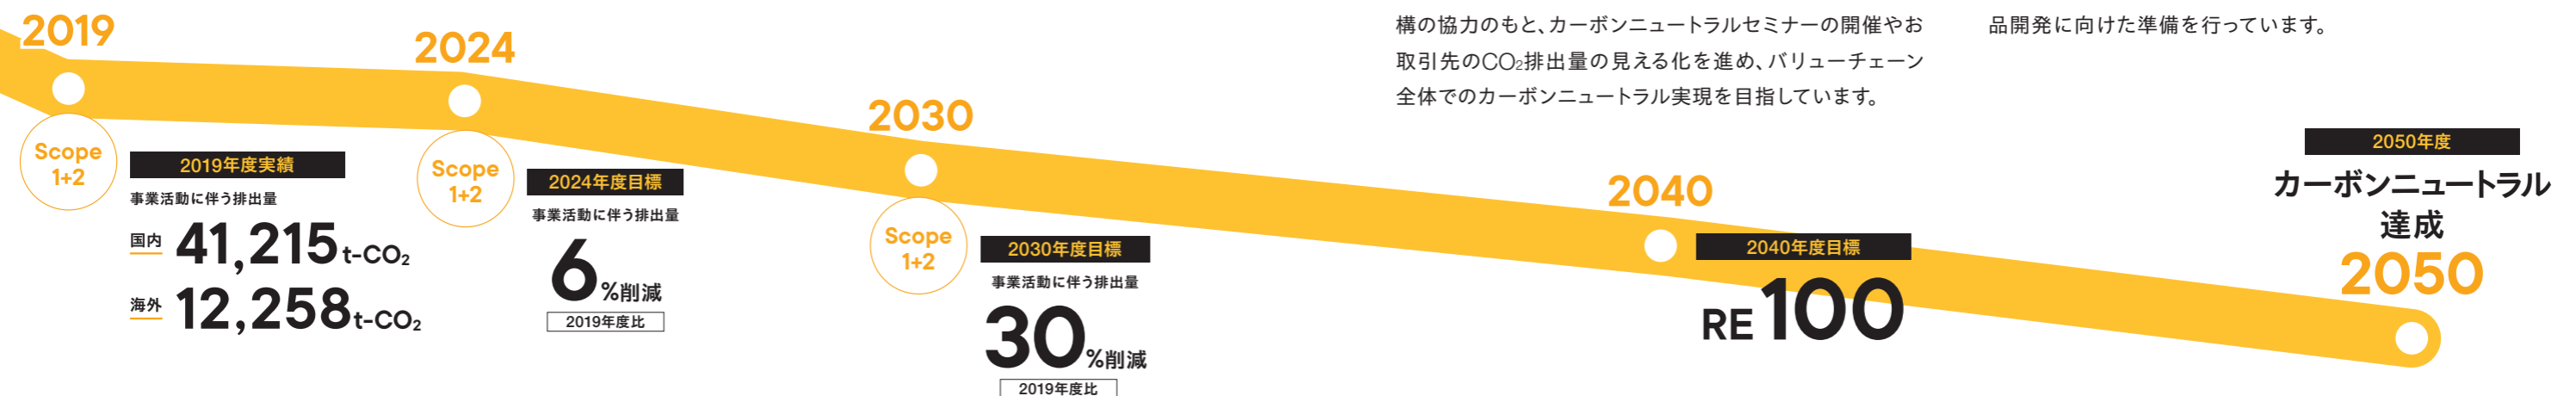 構の協力のもと、カーボンニュートラルセミナーの開催やお
取引先のCO₂排出量の見える化を進め、バリューチェーン
全体でのカーボンニュートラル実現を目指しています。
品開発に向けた準備を行っています。
2019
Scope
1+2
2019年度実績
事業活動に伴う排出量
国内 41,215 t-CO₂
海外 12,258 t-CO₂
2024
Scope
1+2
2024年度目標
事業活動に伴う排出量
6%削減
2019年度比
2030
Scope
1+2
2030年度目標
事業活動に伴う排出量
30%削減
2019年度比
2040
2040年度目標
RE 100
2050年度
カーボンニュートラル
達成
2050